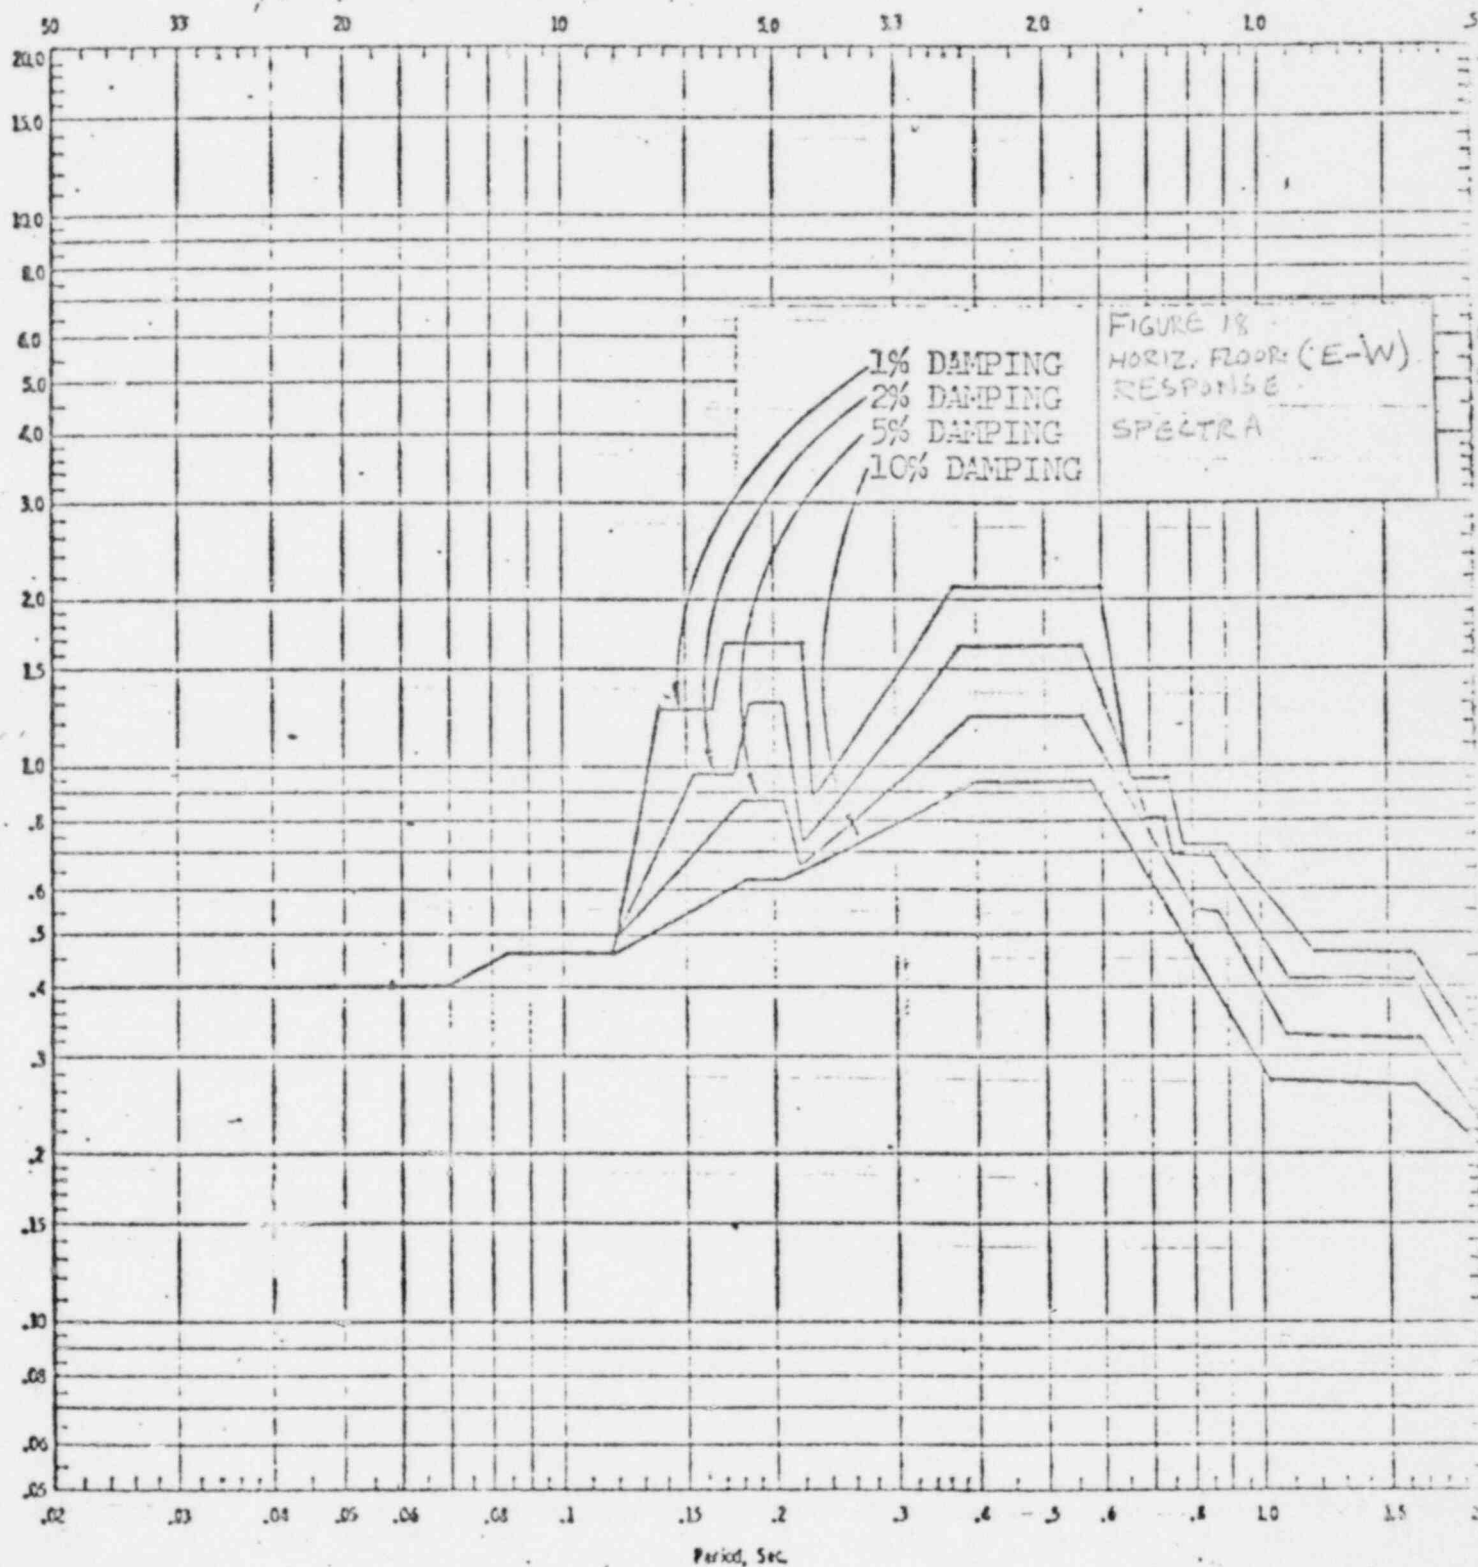 50 33 20 10 5.0 3.3 2.0 1.0 .5
20.0
15.0
10.0
8.0
6.0
5.0
4.0
3.0
2.0
1.5
1.0
.8
.6
.5
.4
.3
.2
.15
.10
.08
.06
.05
1% DAMPING
2% DAMPING
5% DAMPING
10% DAMPING
FIGURE 18
HORIZ. FLOOR (E-W)
RESPONSE
SPECTRA
.02 .03 .04 .05 .06 .08 .1 .15 .2 .3 .4 .5 .6 .8 1.0 1.5 2
Period, Sec.